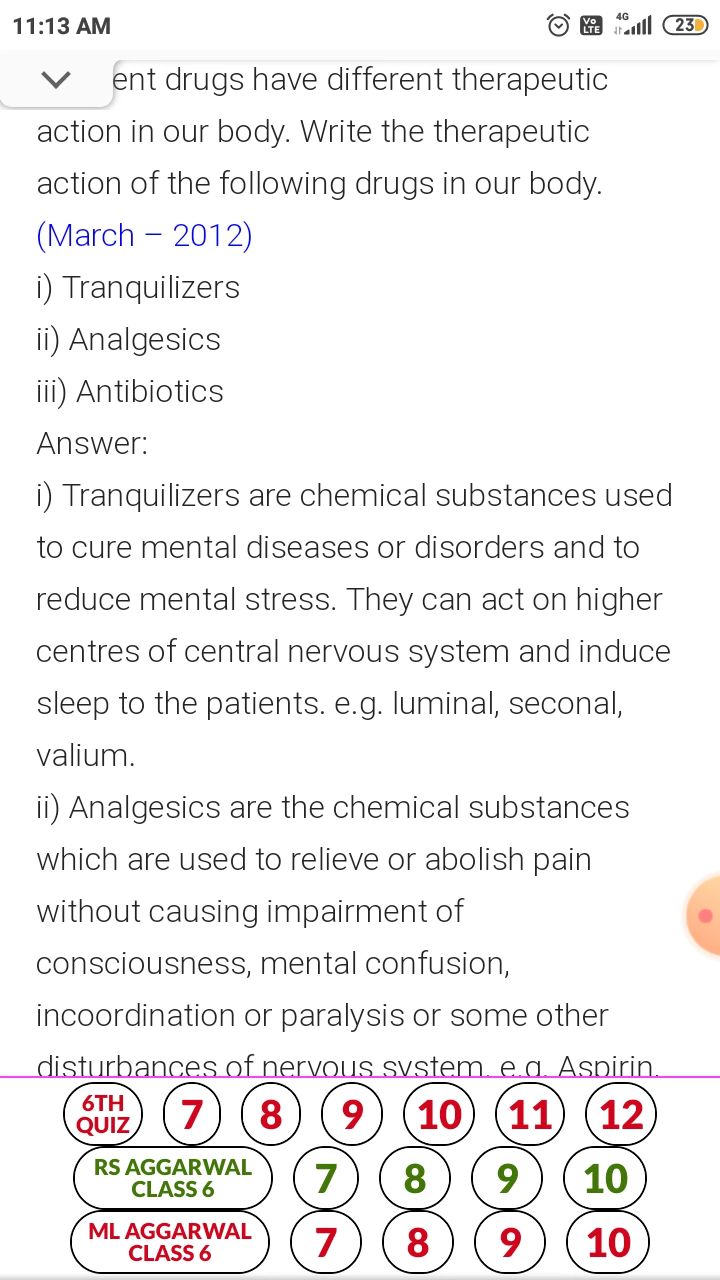 11:13 AM
Vo LTE 4G 23
ent drugs have different therapeutic
action in our body. Write the therapeutic
action of the following drugs in our body.
(March – 2012)
i) Tranquilizers
ii) Analgesics
iii) Antibiotics
Answer:
i) Tranquilizers are chemical substances used
to cure mental diseases or disorders and to
reduce mental stress. They can act on higher
centres of central nervous system and induce
sleep to the patients. e.g. luminal, seconal,
valium.
ii) Analgesics are the chemical substances
which are used to relieve or abolish pain
without causing impairment of
consciousness, mental confusion,
incoordination or paralysis or some other
disturbances of nervous system. e.g. Aspirin,
6TH QUIZ 7 8 9 10 11 12
RS AGGARWAL CLASS 6 7 8 9 10
ML AGGARWAL CLASS 6 7 8 9 10